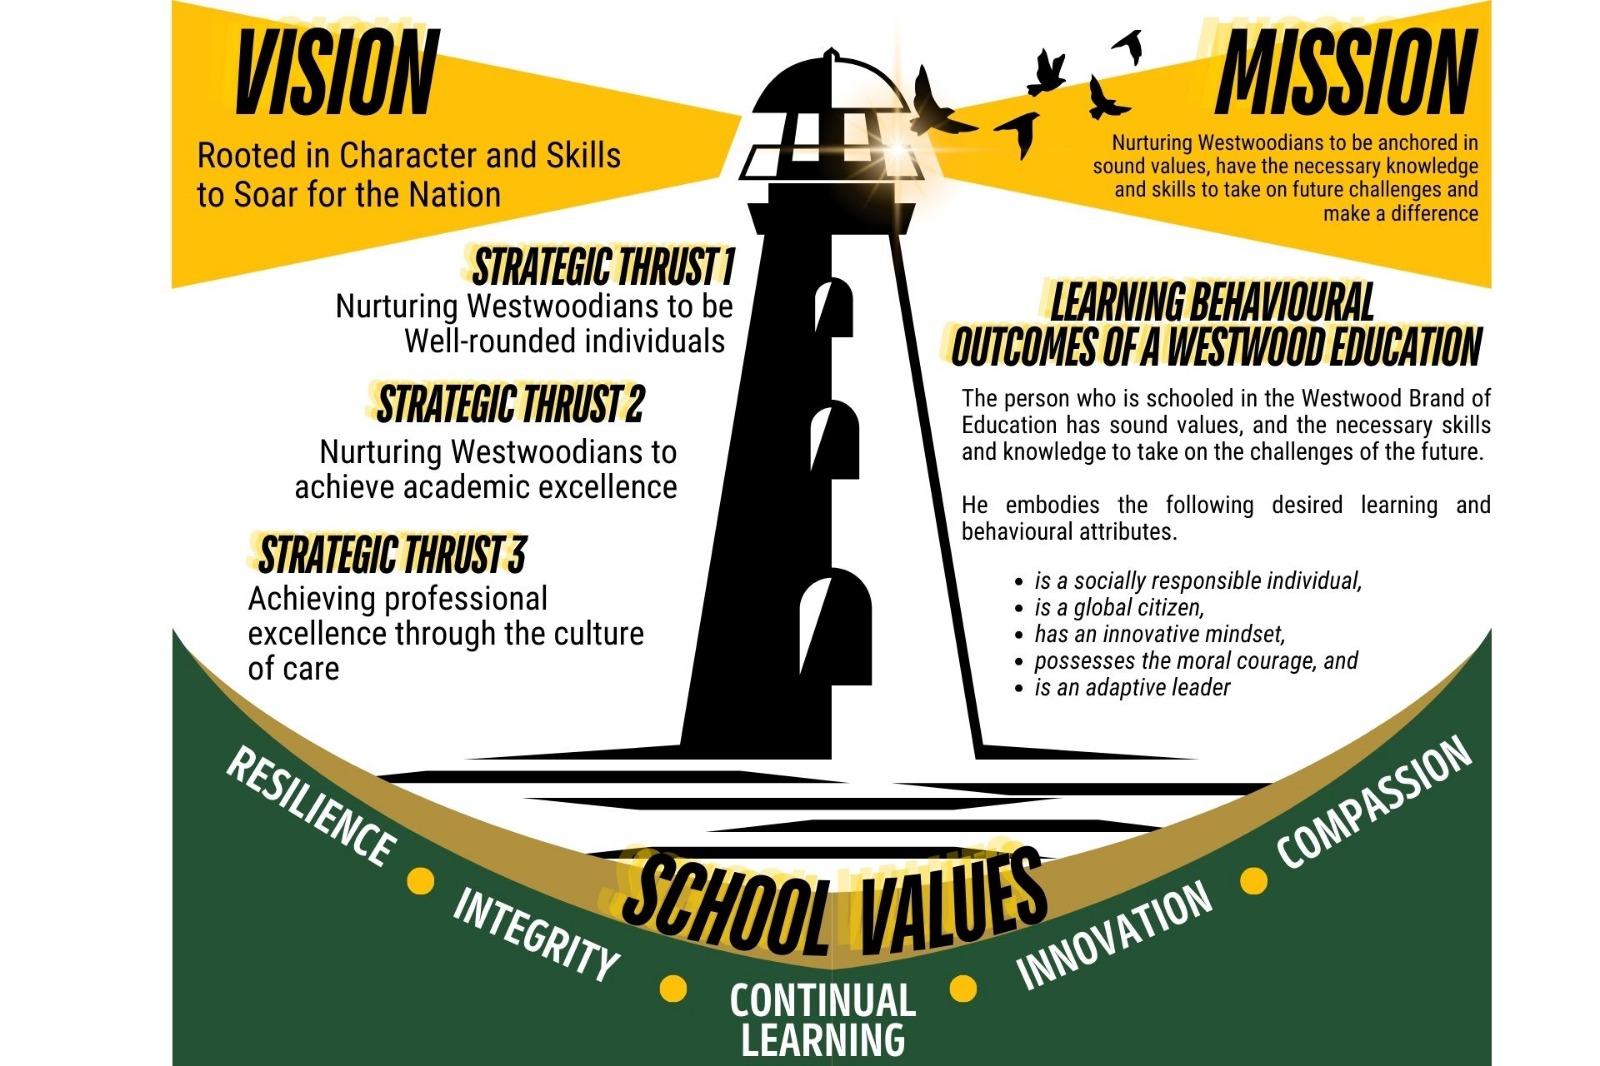 VISION
Rooted in Character and Skills
to Soar for the Nation
MISSION
Nurturing Westwoodians to be anchored in
sound values, have the necessary knowledge
and skills to take on future challenges and
make a difference
STRATEGIC THRUST 1
Nurturing Westwoodians to be
Well-rounded individuals
STRATEGIC THRUST 2
Nurturing Westwoodians to
achieve academic excellence
STRATEGIC THRUST 3
Achieving professional
excellence through the culture
of care
LEARNING BEHAVIOURAL
OUTCOMES OF A WESTWOOD EDUCATION
The person who is schooled in the Westwood Brand of
Education has sound values, and the necessary skills
and knowledge to take on the challenges of the future.
He embodies the following desired learning and
behavioural attributes.
• is a socially responsible individual,
• is a global citizen,
• has an innovative mindset,
• possesses the moral courage, and
• is an adaptive leader
SCHOOL VALUES
RESILIENCE
INTEGRITY
CONTINUAL
LEARNING
INNOVATION
COMPASSION